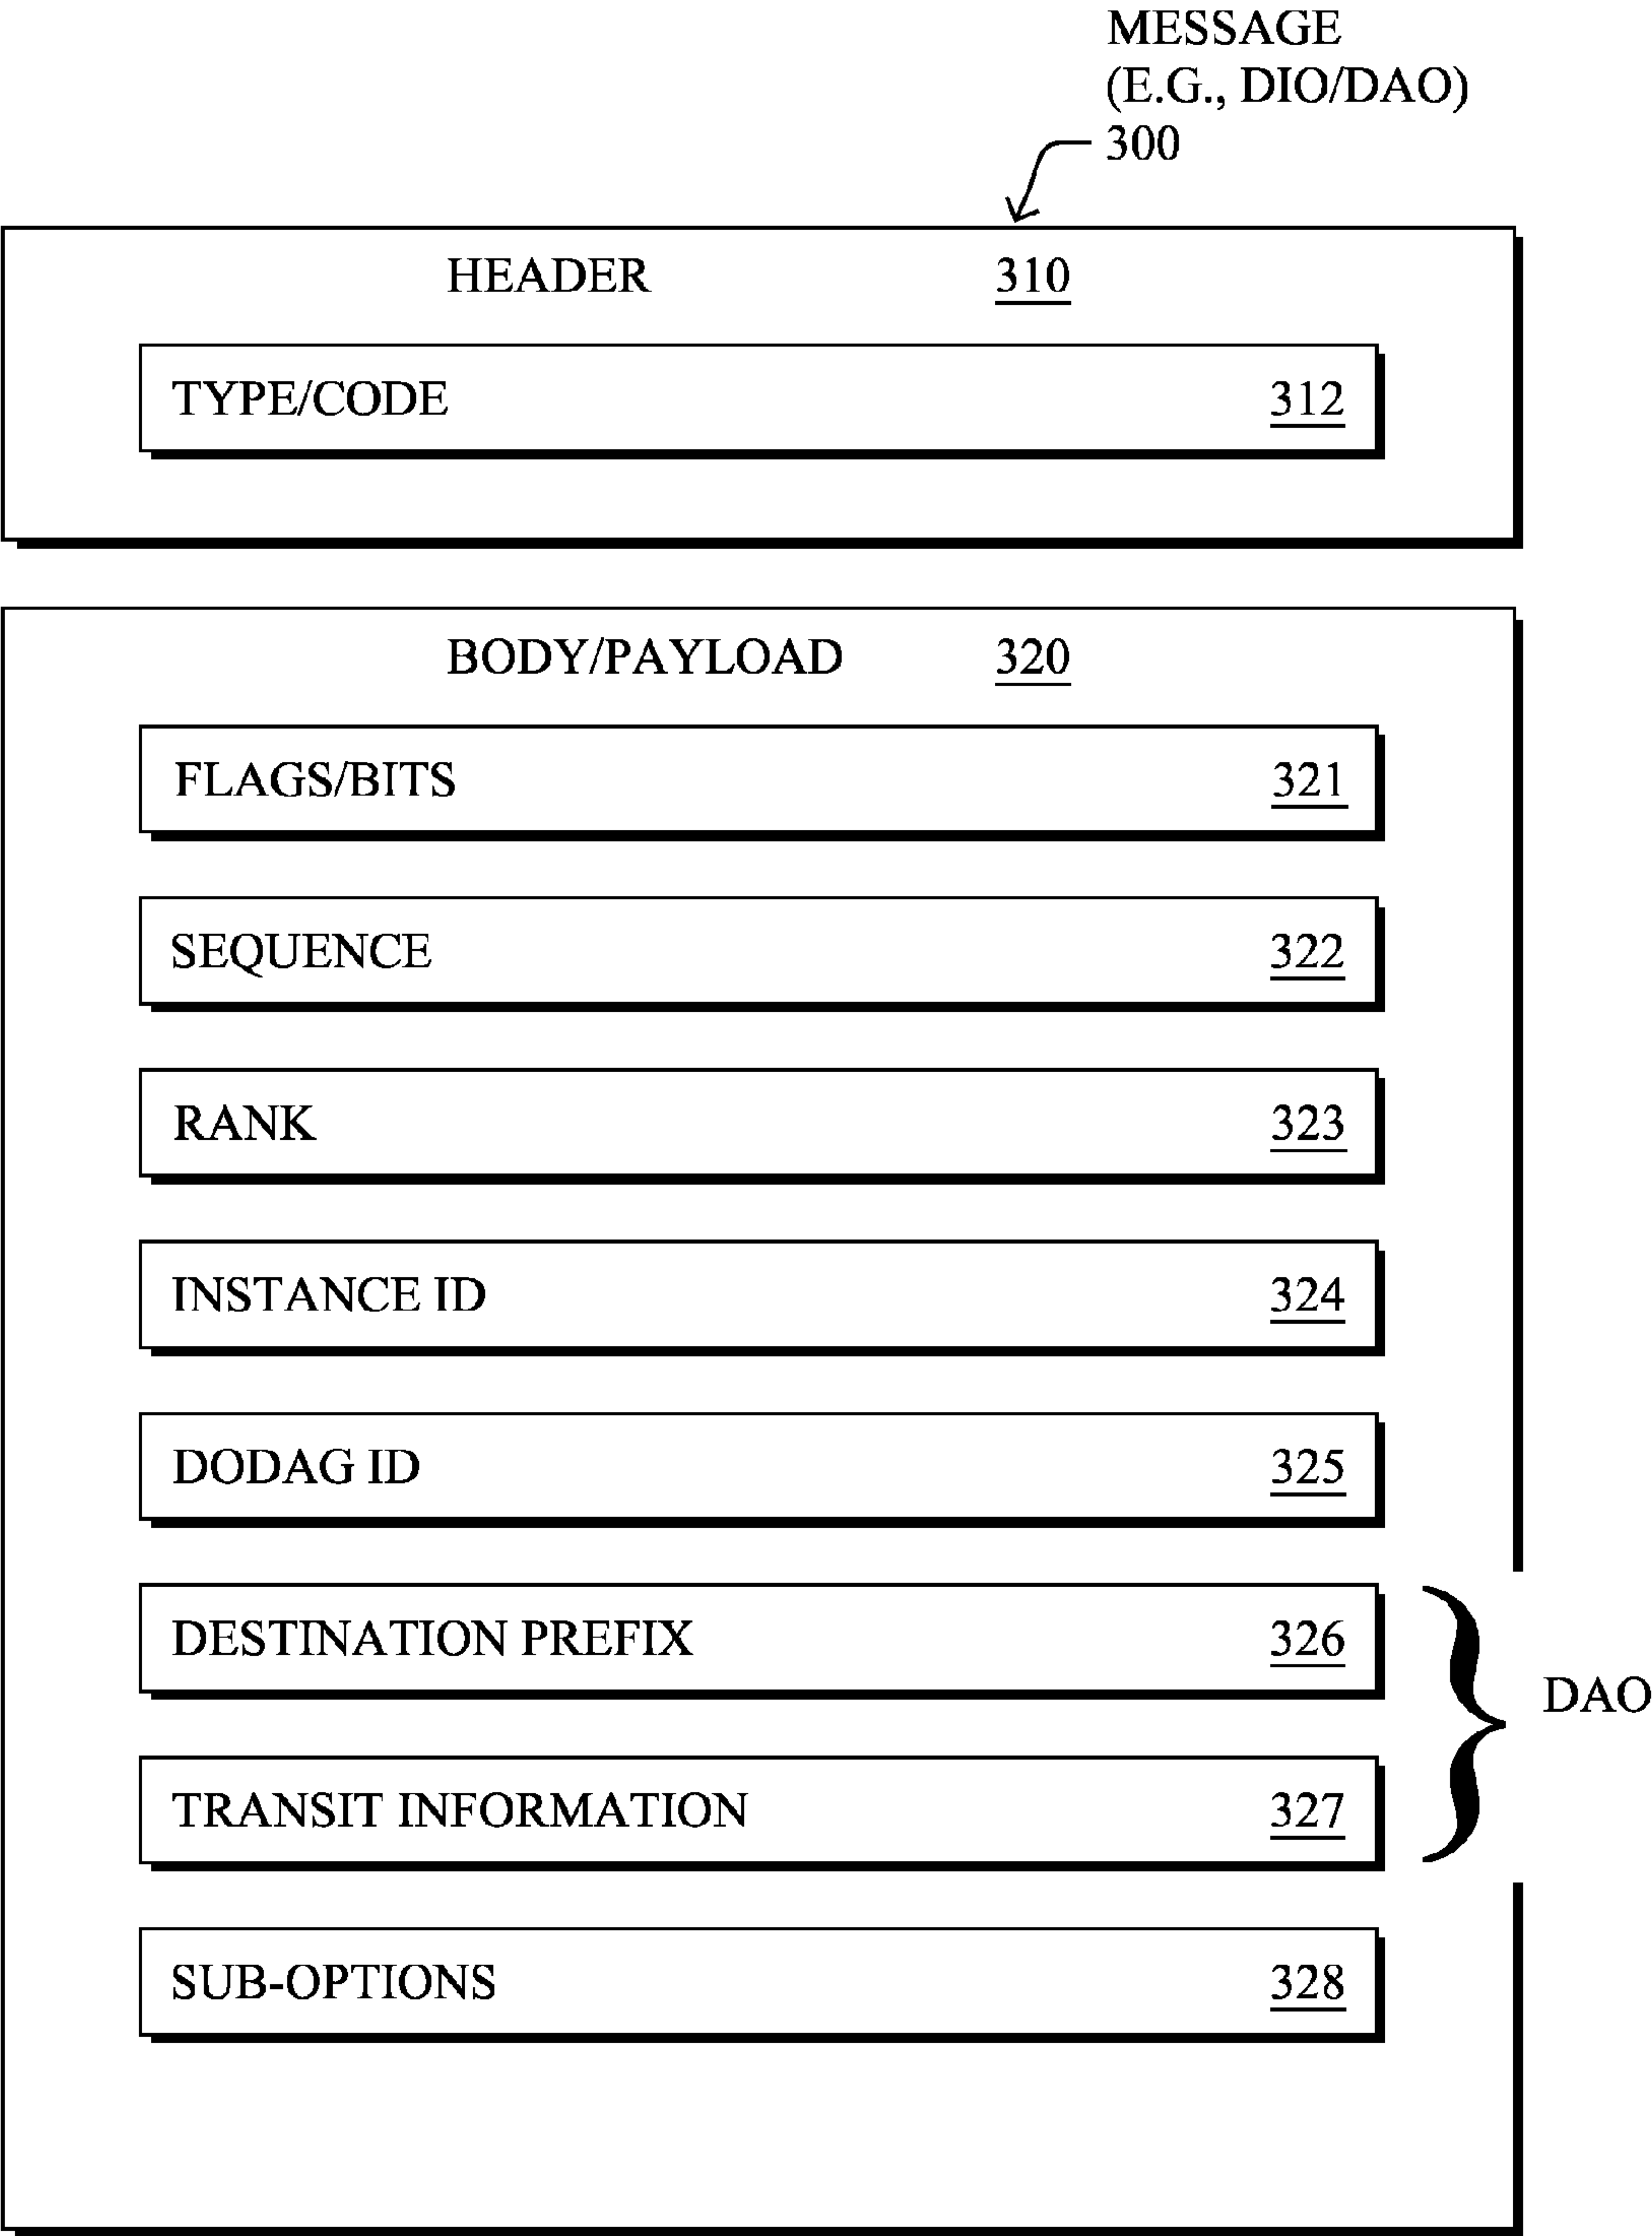 MESSAGE
(E.G., DIO/DAO)
300
HEADER 310
TYPE/CODE 312
BODY/PAYLOAD 320
FLAGS/BITS 321
SEQUENCE 322
RANK 323
INSTANCE ID 324
DODAG ID 325
DESTINATION PREFIX 326
DAO
TRANSIT INFORMATION 327
SUB-OPTIONS 328